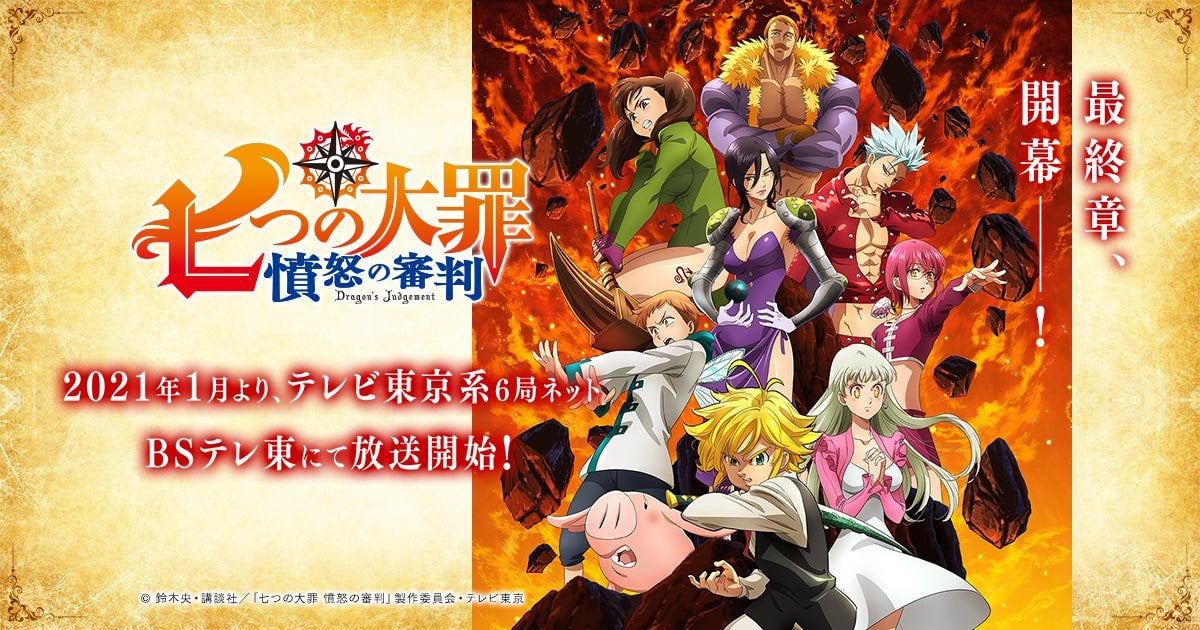 七つの大罪
憤怒の審判
Dragon's Judgement
2021年1月より、テレビ東京系6局ネット
BSテレ東にて放送開始!
最終章、
開幕――!
© 鈴木央・講談社／「七つの大罪 憤怒の審判」製作委員会・テレビ東京